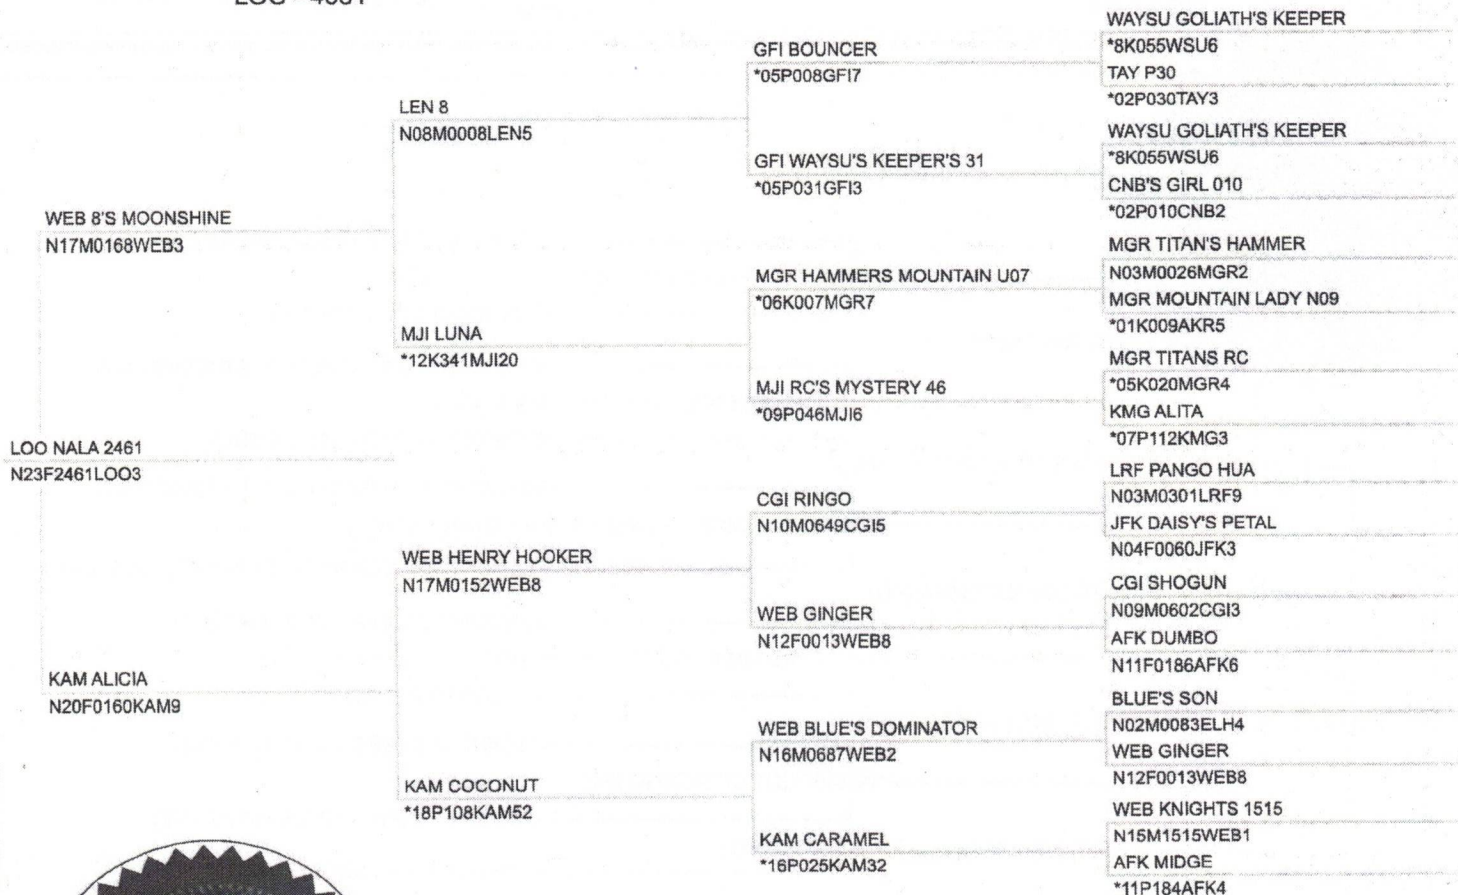 WAYSU GOLIATH'S KEEPER
*8K055WSU6
TAY P30
*02P030TAY3
GFI BOUNCER
*05P008GFI7
LEN 8
N08M0008LEN5
WAYSU GOLIATH'S KEEPER
*8K055WSU6
CNB'S GIRL 010
*02P010CNB2
GFI WAYSU'S KEEPER'S 31
*05P031GFI3
WEB 8'S MOONSHINE
N17M0168WEB3
MGR TITAN'S HAMMER
N03M0026MGR2
MGR MOUNTAIN LADY N09
*01K009AKR5
MGR HAMMERS MOUNTAIN U07
*06K007MGR7
MJI LUNA
*12K341MJI20
MGR TITANS RC
*05K020MGR4
KMG ALITA
*07P112KMG3
MJI RC'S MYSTERY 46
*09P046MJI6
LOO NALA 2461
N23F2461LOO3
LRF PANGO HUA
N03M0301LRF9
JFK DAISY'S PETAL
N04F0060JFK3
CGI RINGO
N10M0649CGI5
WEB HENRY HOOKER
N17M0152WEB8
CGI SHOGUN
N09M0602CGI3
AFK DUMBO
N11F0186AFK6
WEB GINGER
N12F0013WEB8
KAM ALICIA
N20F0160KAM9
BLUE'S SON
N02M0083ELH4
WEB GINGER
N12F0013WEB8
WEB BLUE'S DOMINATOR
N16M0687WEB2
KAM COCONUT
*18P108KAM52
WEB KNIGHTS 1515
N15M1515WEB1
AFK MIDGE
*11P184AFK4
KAM CARAMEL
*16P025KAM32